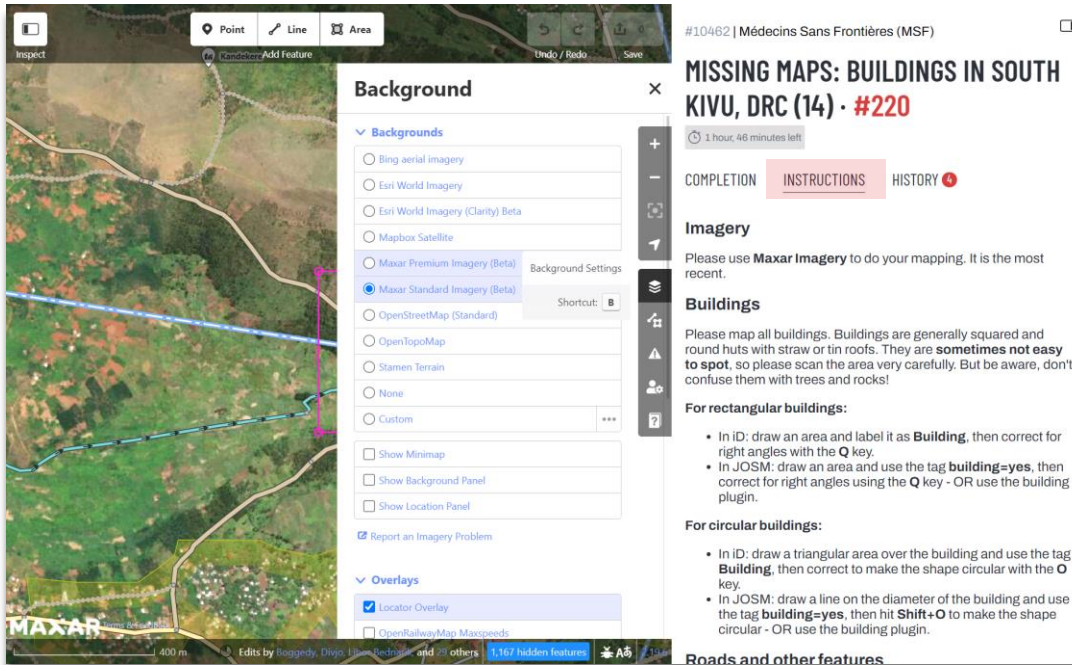 Inspect
Point
Line
Area
Add Feature
Undo / Redo
Save
Kandekere
Background
Backgrounds
Bing aerial imagery
Esri World Imagery
Esri World Imagery (Clarity) Beta
Mapbox Satellite
Maxar Premium Imagery (Beta)
Maxar Standard Imagery (Beta)
OpenStreetMap (Standard)
OpenTopoMap
Stamen Terrain
None
Custom
Background Settings
Shortcut: B
Show Minimap
Show Background Panel
Show Location Panel
Report an Imagery Problem
Overlays
Locator Overlay
OpenRailwayMap Maxspeeds
MAXAR
Terms & Feedback
400 m
Edits by Boggedy, Divjo, Libor Bednařík, and 29 others
1,167 hidden features
#10462 | Médecins Sans Frontières (MSF)
MISSING MAPS: BUILDINGS IN SOUTH
KIVU, DRC (14) · #220
1 hour, 46 minutes left
COMPLETION INSTRUCTIONS HISTORY 4
Imagery
Please use Maxar Imagery to do your mapping. It is the most
recent.
Buildings
Please map all buildings. Buildings are generally squared and
round huts with straw or tin roofs. They are sometimes not easy
to spot, so please scan the area very carefully. But be aware, don't
confuse them with trees and rocks!
For rectangular buildings:
• In iD: draw an area and label it as Building, then correct for
right angles with the Q key.
• In JOSM: draw an area and use the tag building=yes, then
correct for right angles using the Q key - OR use the building
plugin.
For circular buildings:
• In iD: draw a triangular area over the building and use the tag
Building, then correct to make the shape circular with the O
key.
• In JOSM: draw a line on the diameter of the building and use
the tag building=yes, then hit Shift+O to make the shape
circular - OR use the building plugin.
Roads and other features